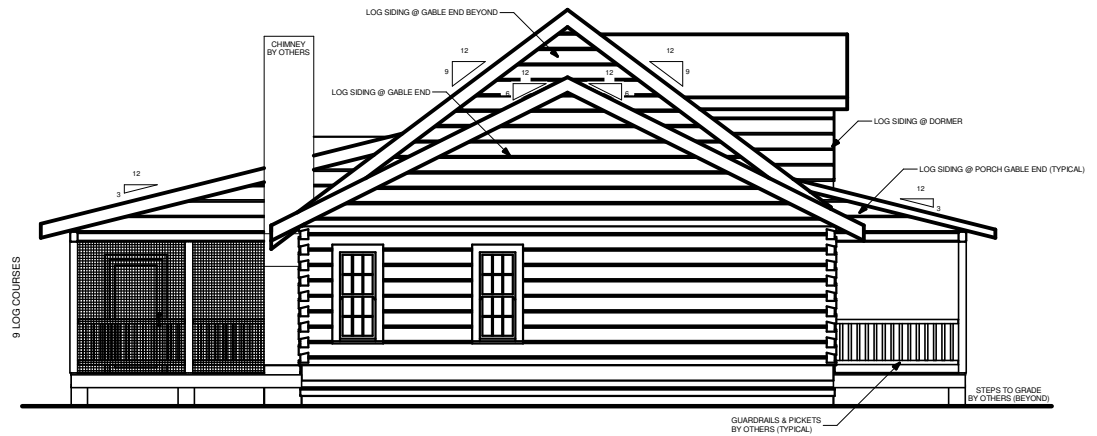 LOG SIDING @ GABLE END BEYOND
CHIMNEY
BY OTHERS
12
9
12
9
12
6
12
6
LOG SIDING @ GABLE END
LOG SIDING @ DORMER
LOG SIDING @ PORCH GABLE END (TYPICAL)
12
3
12
3
9 LOG COURSES
STEPS TO GRADE
BY OTHERS (BEYOND)
GUARDRAILS & PICKETS
BY OTHERS (TYPICAL)